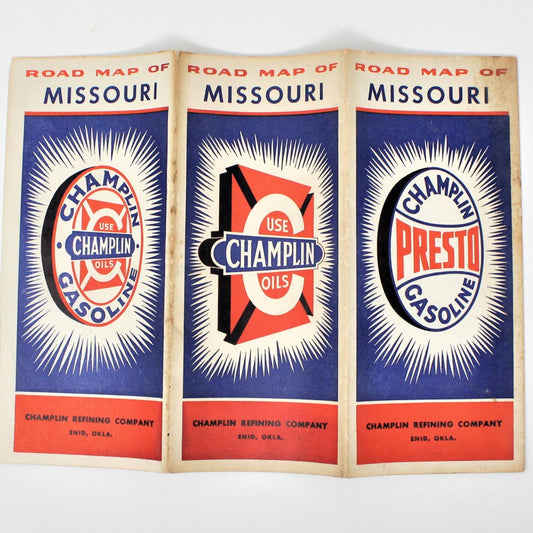 ROAD MAP OF
MISSOURI
CHAMPLIN
USE
CHAMPLIN
OILS
GASOLINE
CHAMPLIN REFINING COMPANY
ENID, OKLA.
ROAD MAP OF
MISSOURI
USE
CHAMPLIN
OILS
CHAMPLIN REFINING COMPANY
ENID, OKLA.
ROAD MAP OF
MISSOURI
CHAMPLIN
PRESTO
GASOLINE
CHAMPLIN REFINING COMPANY
ENID, OKLA.